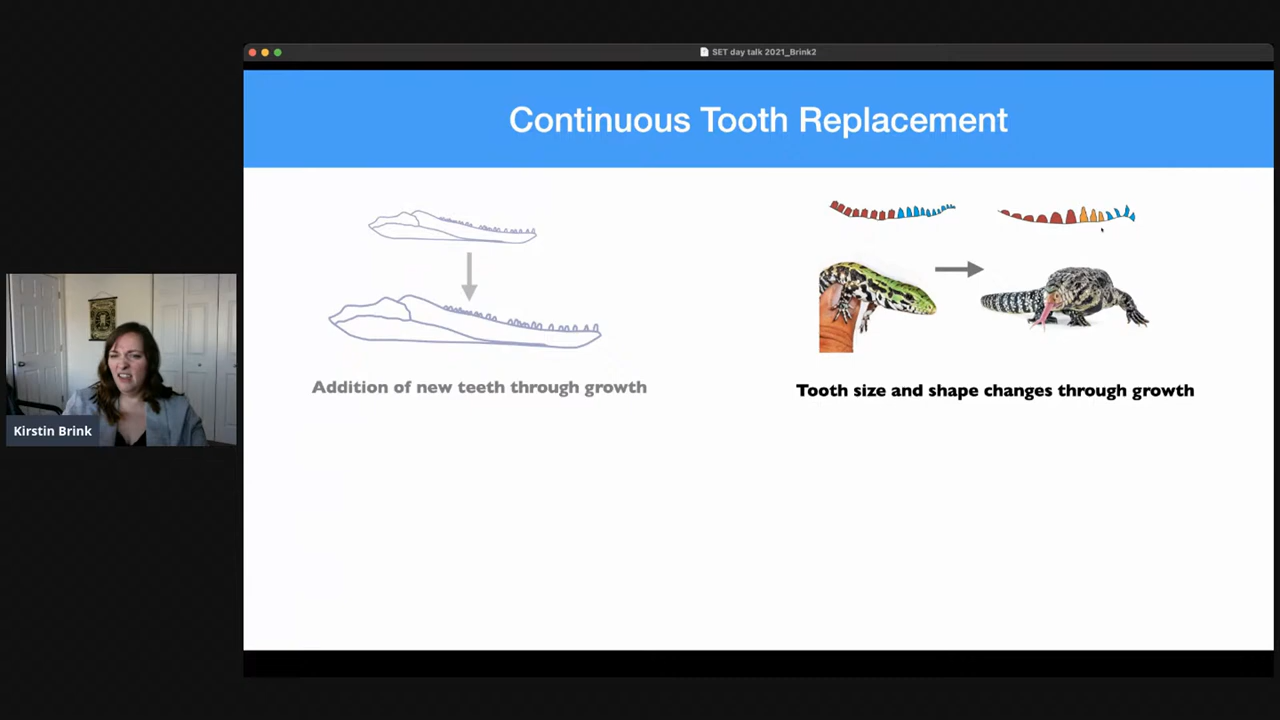 SET day talk 2021_Brink2
Continuous Tooth Replacement
Addition of new teeth through growth
Tooth size and shape changes through growth
Kirstin Brink